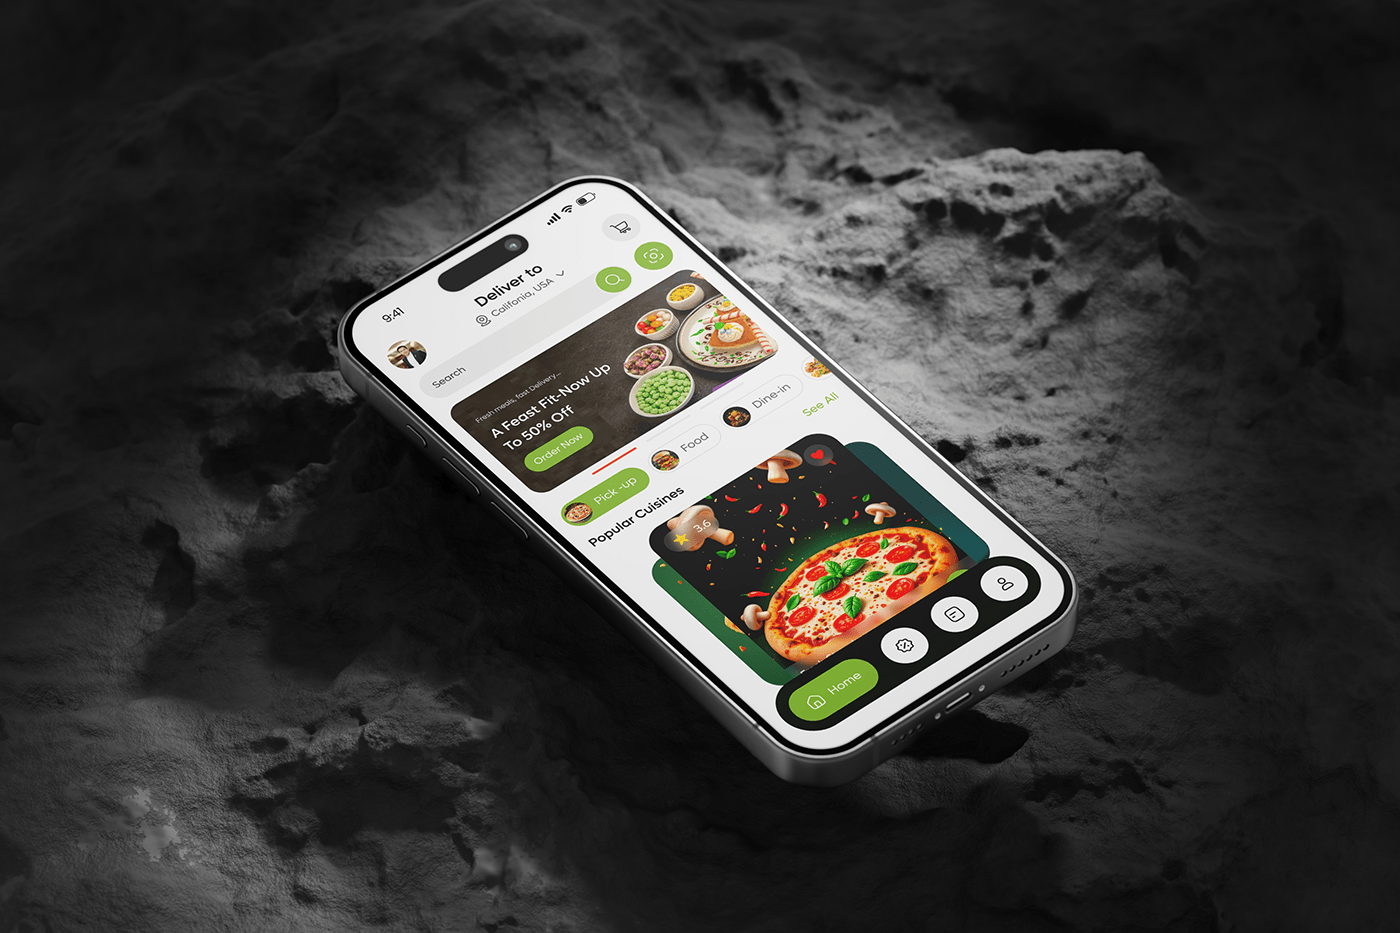 9:41
Deliver to
Califonia, USA
Search
Fresh meals, fast Delivery...
A Feast Fit-Now Up
To 50% Off
Order Now
Pick -up
Food
Dine-in
Popular Cuisines
See All
3.6
Home